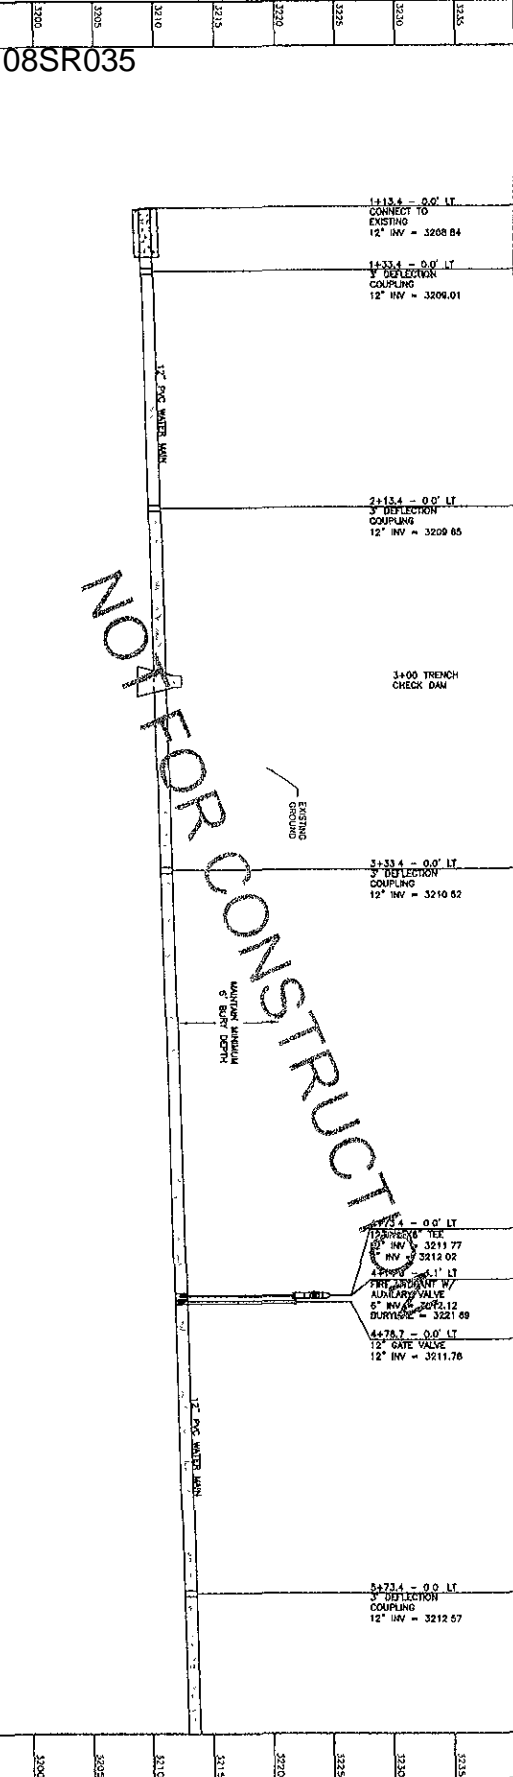 3200 3205 3210 3215 3220 3225 3230 3235
08SR035
1+13.4 - 0.0' LT
CONNECT TO
EXISTING
12" INV = 3208 84
1+33.4 - 0.0' LT
3° DEFLECTION
COUPLING
12" INV = 3209.01
12" PVC WATER MAIN
2+13.4 - 0.0' LT
3° DEFLECTION
COUPLING
12" INV = 3209 65
NOT FOR CONSTRUCTION
3+00 TRENCH
CHECK DAM
EXISTING
GROUND
3+33 4 - 0.0' LT
3° DEFLECTION
COUPLING
12" INV = 3210 62
MAINTAIN MINIMUM
6' BURY DEPTH
0.0' LT
TEE
INV 3211 77
INV 3212 02
LT
FIRE HYDRANT W/
AUXILARY VALVE
6" INV
3221 69
4+78.7 - 0.0' LT
12" GATE VALVE
12" INV = 3211.78
12" PVC WATER MAIN
5+73.4 - 0 0 LT
3° DEFLECTION
COUPLING
12" INV = 3212 57
3200 3205 3210 3215 3220 3225 3230 3235